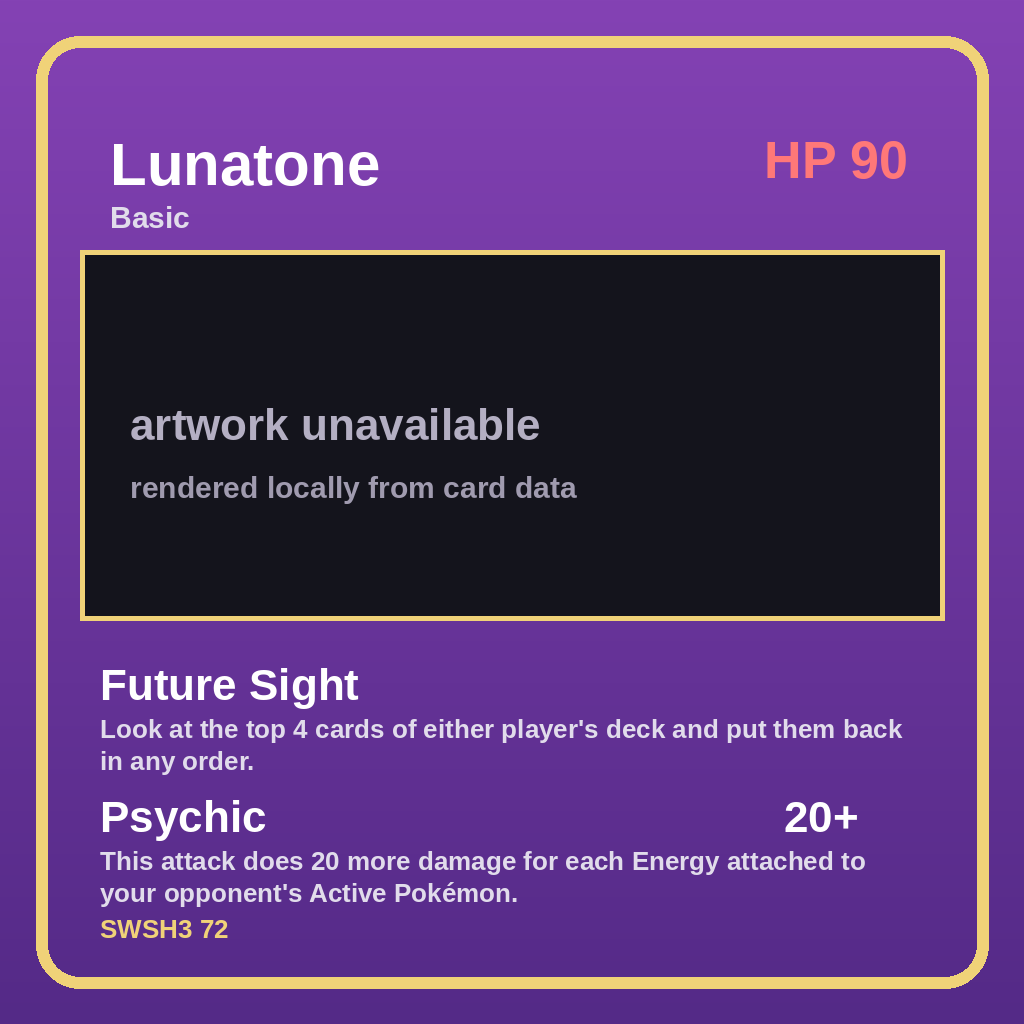 Lunatone
HP 90
Basic
artwork unavailable
rendered locally from card data
Future Sight
Look at the top 4 cards of either player's deck and put them back
in any order.
Psychic
20+
This attack does 20 more damage for each Energy attached to
your opponent's Active Pokémon.
SWSH3 72